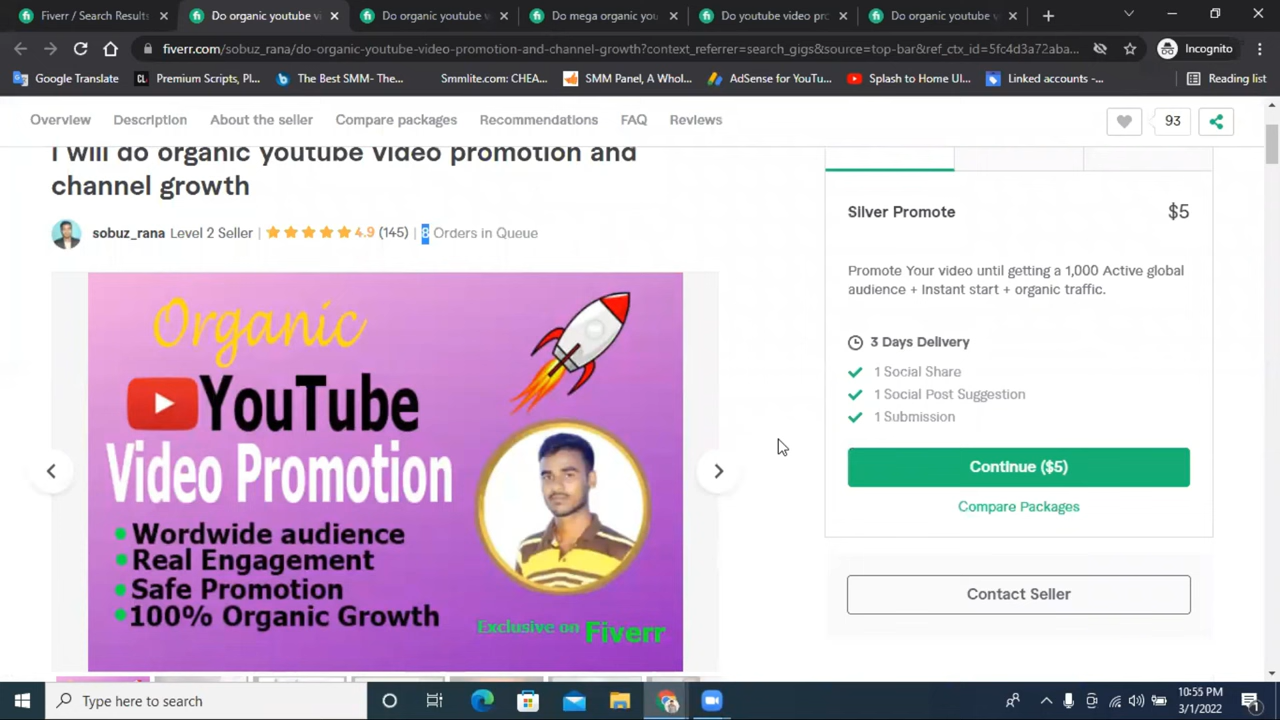 Fiverr / Search Results
Do organic youtube vi
Do organic youtube v
Do mega organic you
Do youtube video pro
Do organic youtube v
fiverr.com/sobuz_rana/do-organic-youtube-video-promotion-and-channel-growth?context_referrer=search_gigs&source=top-bar&ref_ctx_id=5fc4d3a72aba...
Incognito
Google Translate
Premium Scripts, Pl...
The Best SMM- The...
Smmlite.com: CHEA...
SMM Panel, A Whol...
AdSense for YouTu...
Splash to Home UI...
Linked accounts -...
Reading list
Overview
Description
About the seller
Compare packages
Recommendations
FAQ
Reviews
93
I will do organic youtube video promotion and
channel growth
sobuz_rana Level 2 Seller | 4.9 (145) | 8 Orders in Queue
Organic
YouTube
Video Promotion
Wordwide audience
Real Engagement
Safe Promotion
100% Organic Growth
Exclusive on Fiverr
Silver Promote
$5
Promote Your video until getting a 1,000 Active global
audience + Instant start + organic traffic.
3 Days Delivery
1 Social Share
1 Social Post Suggestion
1 Submission
Continue ($5)
Compare Packages
Contact Seller
Type here to search
10:55 PM
3/1/2022